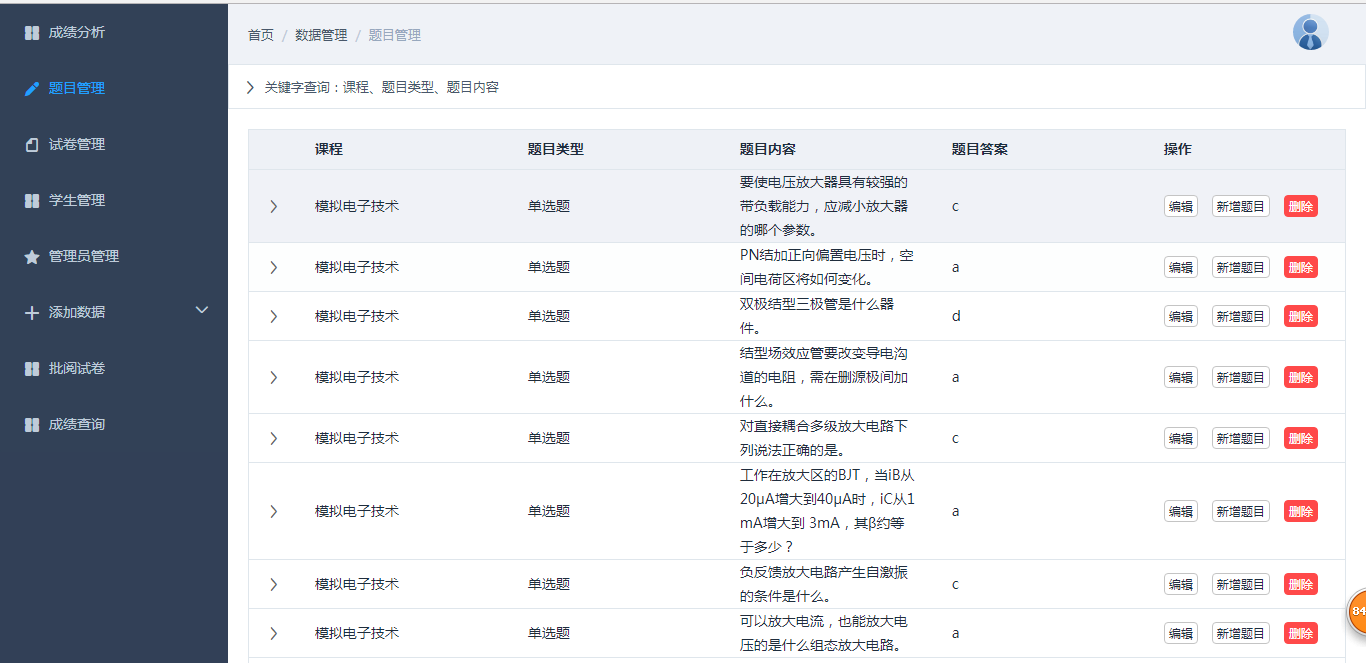 成绩分析
题目管理
试卷管理
学生管理
管理员管理
添加数据
批阅试卷
成绩查询
首页 / 数据管理 / 题目管理
关键字查询：课程、题目类型、题目内容
课程 题目类型 题目内容 题目答案 操作
模拟电子技术 单选题
要使电压放大器具有较强的
带负载能力，应减小放大器
的哪个参数。
c 编辑 新增题目 删除
模拟电子技术 单选题
PN结加正向偏置电压时，空
间电荷区将如何变化。
a 编辑 新增题目 删除
模拟电子技术 单选题
双极结型三极管是什么器
件。
d 编辑 新增题目 删除
模拟电子技术 单选题
结型场效应管要改变导电沟
道的电阻，需在删源极间加
什么。
a 编辑 新增题目 删除
模拟电子技术 单选题
对直接耦合多级放大电路下
列说法正确的是。
c 编辑 新增题目 删除
模拟电子技术 单选题
工作在放大区的BJT，当iB从
20μA增大到40μA时，iC从1
mA增大到 3mA，其β约等
于多少？
a 编辑 新增题目 删除
模拟电子技术 单选题
负反馈放大电路产生自激振
的条件是什么。
c 编辑 新增题目 删除
模拟电子技术 单选题
可以放大电流，也能放大电
压的是什么组态放大电路。
a 编辑 新增题目 删除
84